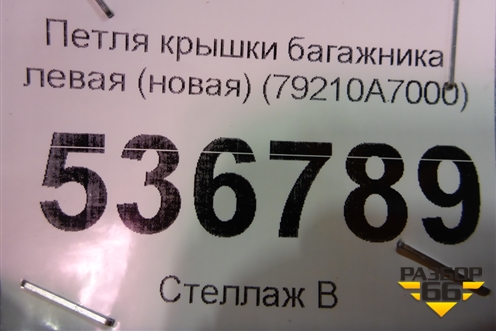 Петля крышки багажника
левая (новая) (79210A7000)
536789
Стеллаж В
РАЗБОР
66